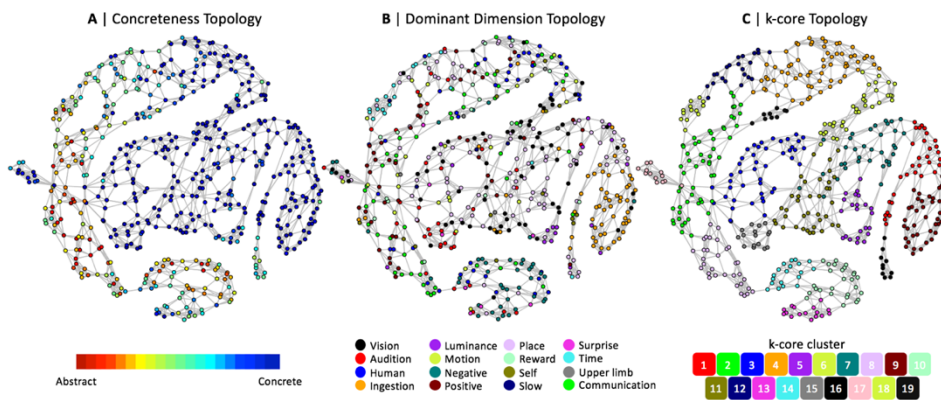 A | Concreteness Topology
B | Dominant Dimension Topology
C | k-core Topology
Abstract
Concrete
Vision
Audition
Human
Ingestion
Luminance
Motion
Negative
Positive
Place
Reward
Self
Slow
Surprise
Time
Upper limb
Communication
k-core cluster
1 2 3 4 5 6 7 8 9 10
11 12 13 14 15 16 17 18 19